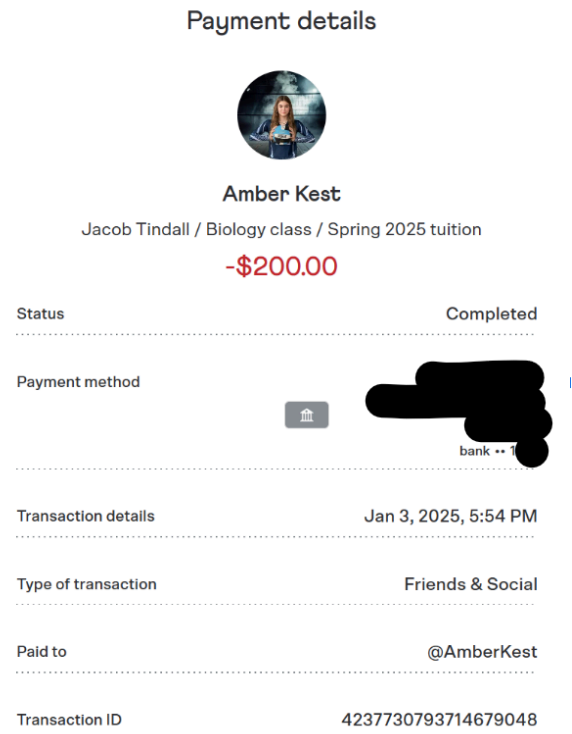 Payment details
Amber Kest
Jacob Tindall / Biology class / Spring 2025 tuition
-$200.00
Status Completed
Payment method
bank •• 1
Transaction details Jan 3, 2025, 5:54 PM
Type of transaction Friends & Social
Paid to @AmberKest
Transaction ID 4237730793714679048